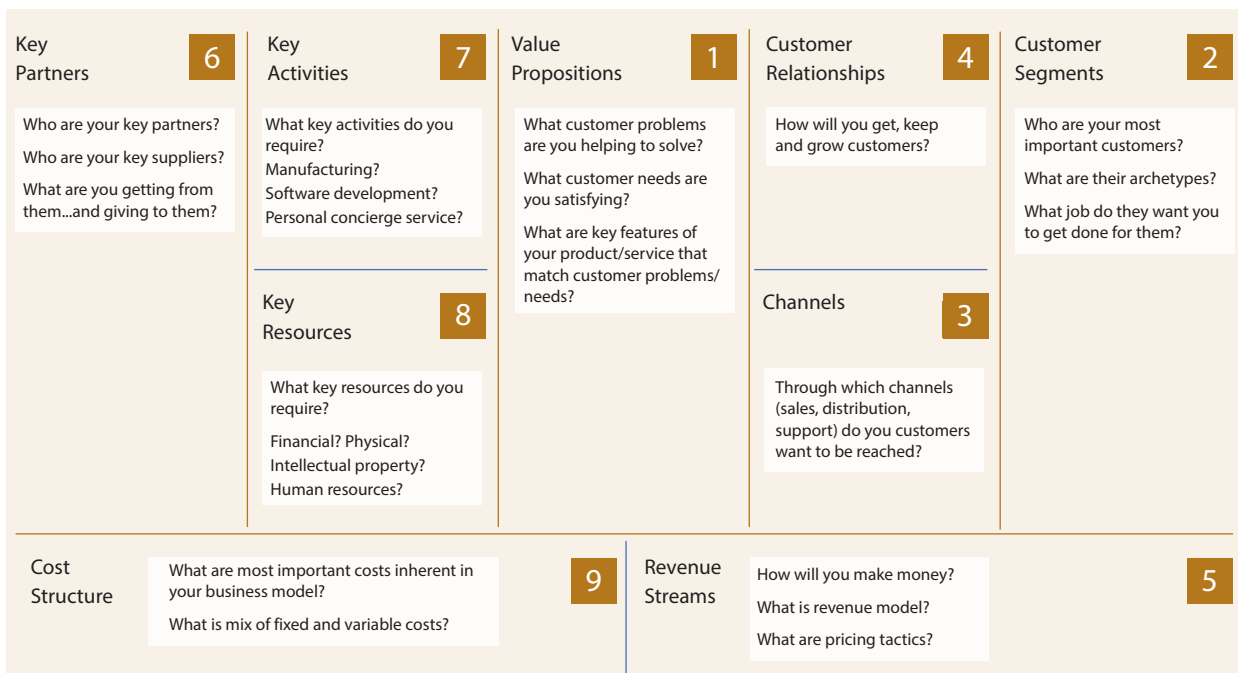 Key
Partners
6
Who are your key partners?
Who are your key suppliers?
What are you getting from
them...and giving to them?
Key
Activities
7
What key activities do you
require?
Manufacturing?
Software development?
Personal concierge service?
Key
Resources
8
What key resources do you
require?
Financial? Physical?
Intellectual property?
Human resources?
Value
Propositions
1
What customer problems
are you helping to solve?
What customer needs are
you satisfying?
What are key features of
your product/service that
match customer problems/
needs?
Customer
Relationships
4
How will you get, keep
and grow customers?
Channels
3
Through which channels
(sales, distribution,
support) do you customers
want to be reached?
Customer
Segments
2
Who are your most
important customers?
What are their archetypes?
What job do they want you
to get done for them?
Cost
Structure
What are most important costs inherent in
your business model?
What is mix of fixed and variable costs?
9
Revenue
Streams
How will you make money?
What is revenue model?
What are pricing tactics?
5